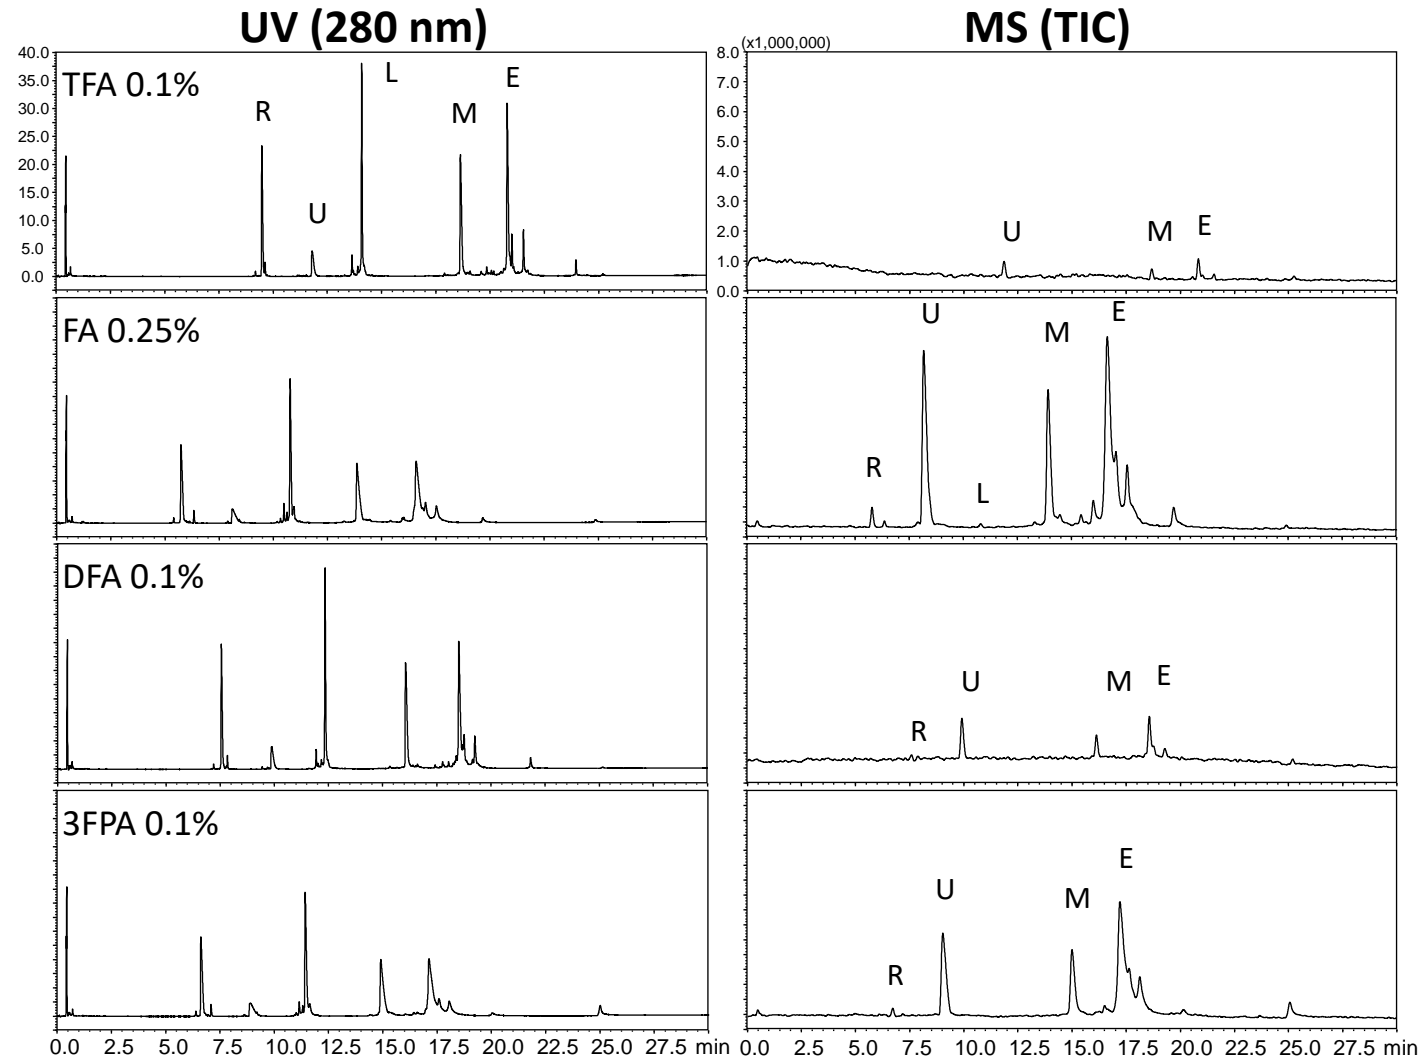 UV (280 nm)
MS (TIC)
40.0
35.0
30.0
25.0
20.0
15.0
10.0
5.0
0.0
TFA 0.1%
R
U
L
M
E
(x1,000,000)
8.0
7.0
6.0
5.0
4.0
3.0
2.0
1.0
0.0
U
M
E
FA 0.25%
R
U
L
M
E
DFA 0.1%
R
U
M
E
3FPA 0.1%
R
U
M
E
0.0 2.5 5.0 7.5 10.0 12.5 15.0 17.5 20.0 22.5 25.0 27.5 min
0.0 2.5 5.0 7.5 10.0 12.5 15.0 17.5 20.0 22.5 25.0 27.5 min